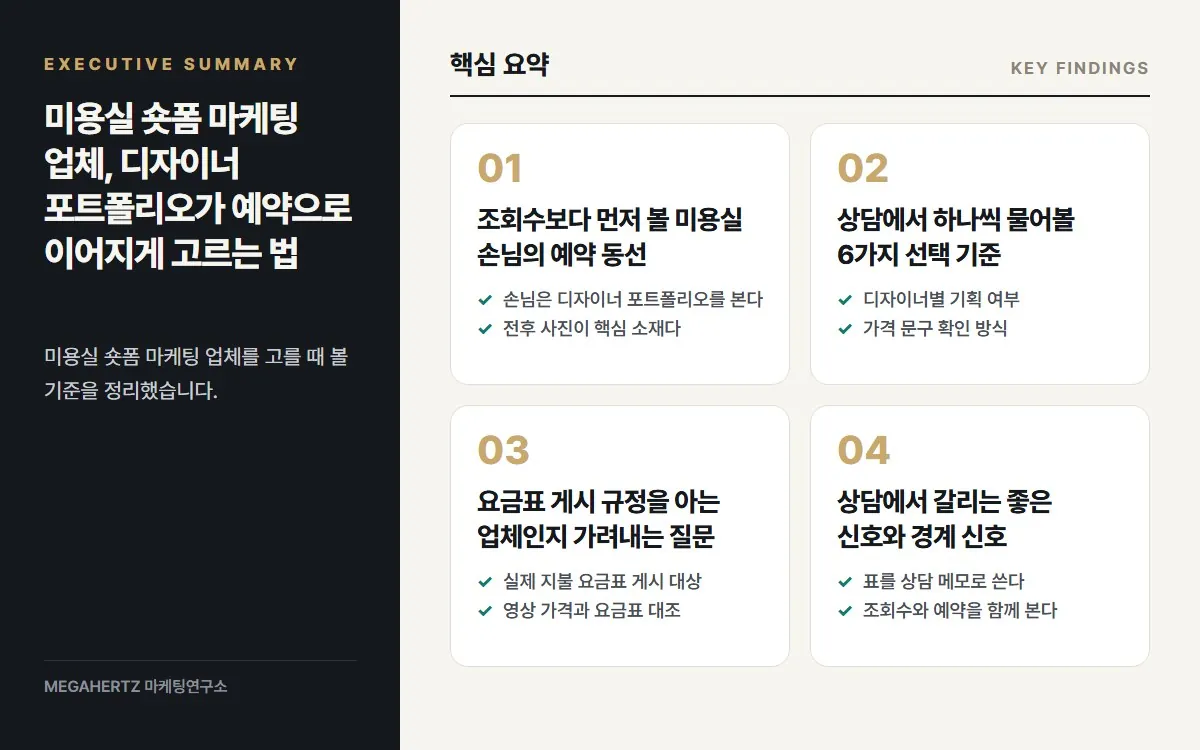 EXECUTIVE SUMMARY
미용실 숏폼 마케팅
업체, 디자이너
포트폴리오가 예약으로
이어지게 고르는 법
미용실 숏폼 마케팅 업체를 고를 때 볼
기준을 정리했습니다.
MEGAHERTZ 마케팅연구소
핵심 요약
KEY FINDINGS
01
조회수보다 먼저 볼 미용실
손님의 예약 동선
손님은 디자이너 포트폴리오를 본다
전후 사진이 핵심 소재다
02
상담에서 하나씩 물어볼
6가지 선택 기준
디자이너별 기획 여부
가격 문구 확인 방식
03
요금표 게시 규정을 아는
업체인지 가려내는 질문
실제 지불 요금표 게시 대상
영상 가격과 요금표 대조
04
상담에서 갈리는 좋은
신호와 경계 신호
표를 상담 메모로 쓴다
조회수와 예약을 함께 본다